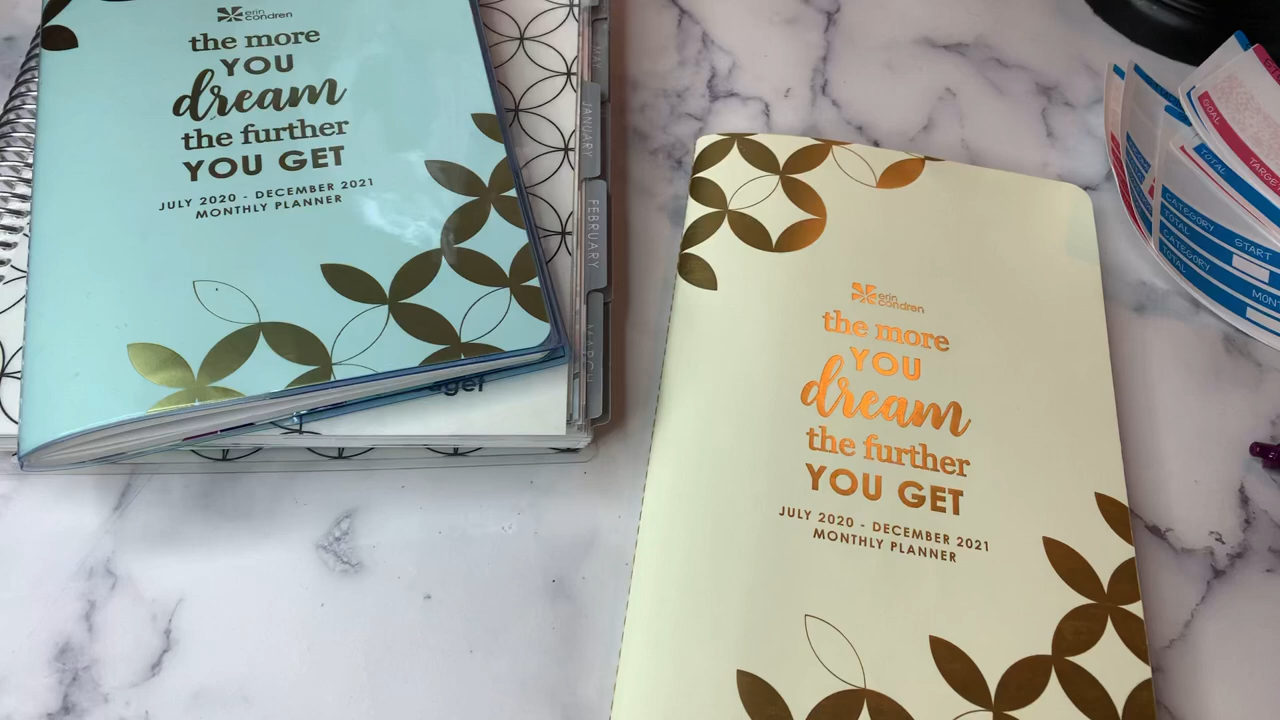 erin
condren
the more
YOU
dream
the further
YOU GET
JULY 2020 - DECEMBER 2021
MONTHLY PLANNER
MAY
JANUARY
FEBRUARY
MARCH
erin
condren
the more
YOU
dream
the further
YOU GET
JULY 2020 - DECEMBER 2021
MONTHLY PLANNER
GOAL
TARGET
TOTAL
CATEGORY START
TOTAL
CATEGORY
TOTAL